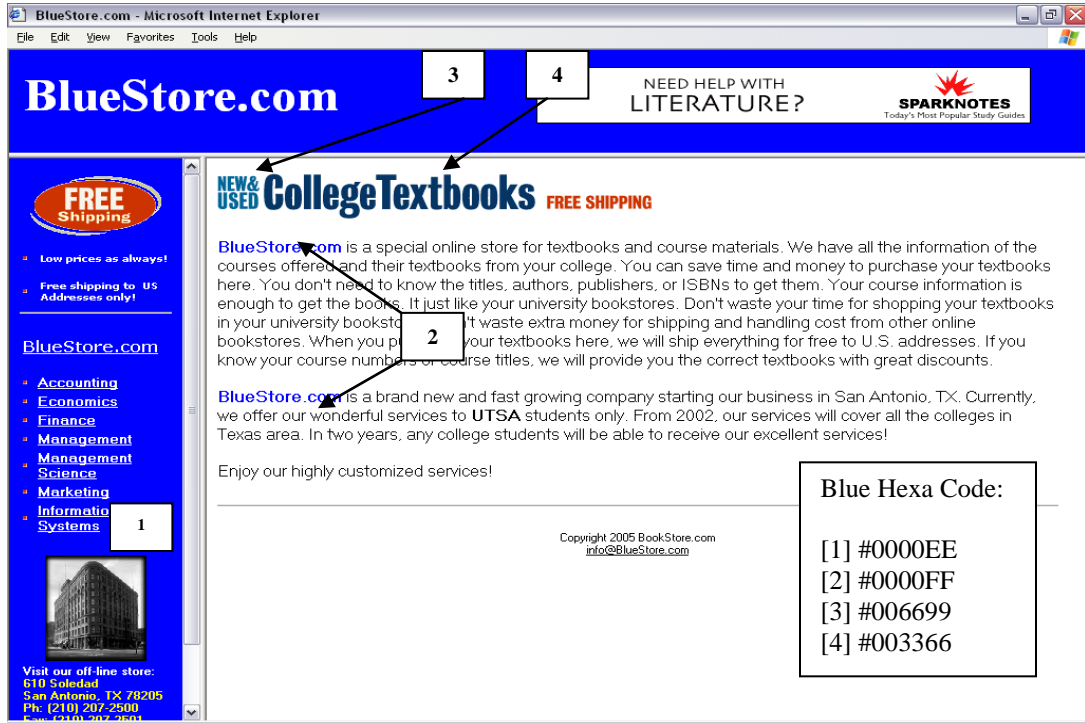 BlueStore.com - Microsoft Internet Explorer
File Edit View Favorites Tools Help
BlueStore.com
3
4
NEED HELP WITH
LITERATURE?
SPARKNOTES
Today's Most Popular Study Guides
FREE
Shipping
Low prices as always!
Free shipping to US
Addresses only!
BlueStore.com
Accounting
Economics
Finance
Management
Management
Science
Marketing
Informatio
Systems
1
Visit our off-line store:
610 Soledad
San Antonio, TX 78205
Ph: (210) 207-2500
Fax: (210) 207-2501
NEW&
USED CollegeTextbooks FREE SHIPPING
BlueStore.com is a special online store for textbooks and course materials. We have all the information of the
courses offered and their textbooks from your college. You can save time and money to purchase your textbooks
here. You don't need to know the titles, authors, publishers, or ISBNs to get them. Your course information is
enough to get the books. It just like your university bookstores. Don't waste your time for shopping your textbooks
in your university booksto 't waste extra money for shipping and handling cost from other online
bookstores. When you p your textbooks here, we will ship everything for free to U.S. addresses. If you
know your course numbers or course titles, we will provide you the correct textbooks with great discounts.
2
BlueStore.com is a brand new and fast growing company starting our business in San Antonio, TX. Currently,
we offer our wonderful services to UTSA students only. From 2002, our services will cover all the colleges in
Texas area. In two years, any college students will be able to receive our excellent services!
Enjoy our highly customized services!
Copyright 2005 BookStore.com
info@BlueStore.com
Blue Hexa Code:
[1] #0000EE
[2] #0000FF
[3] #006699
[4] #003366